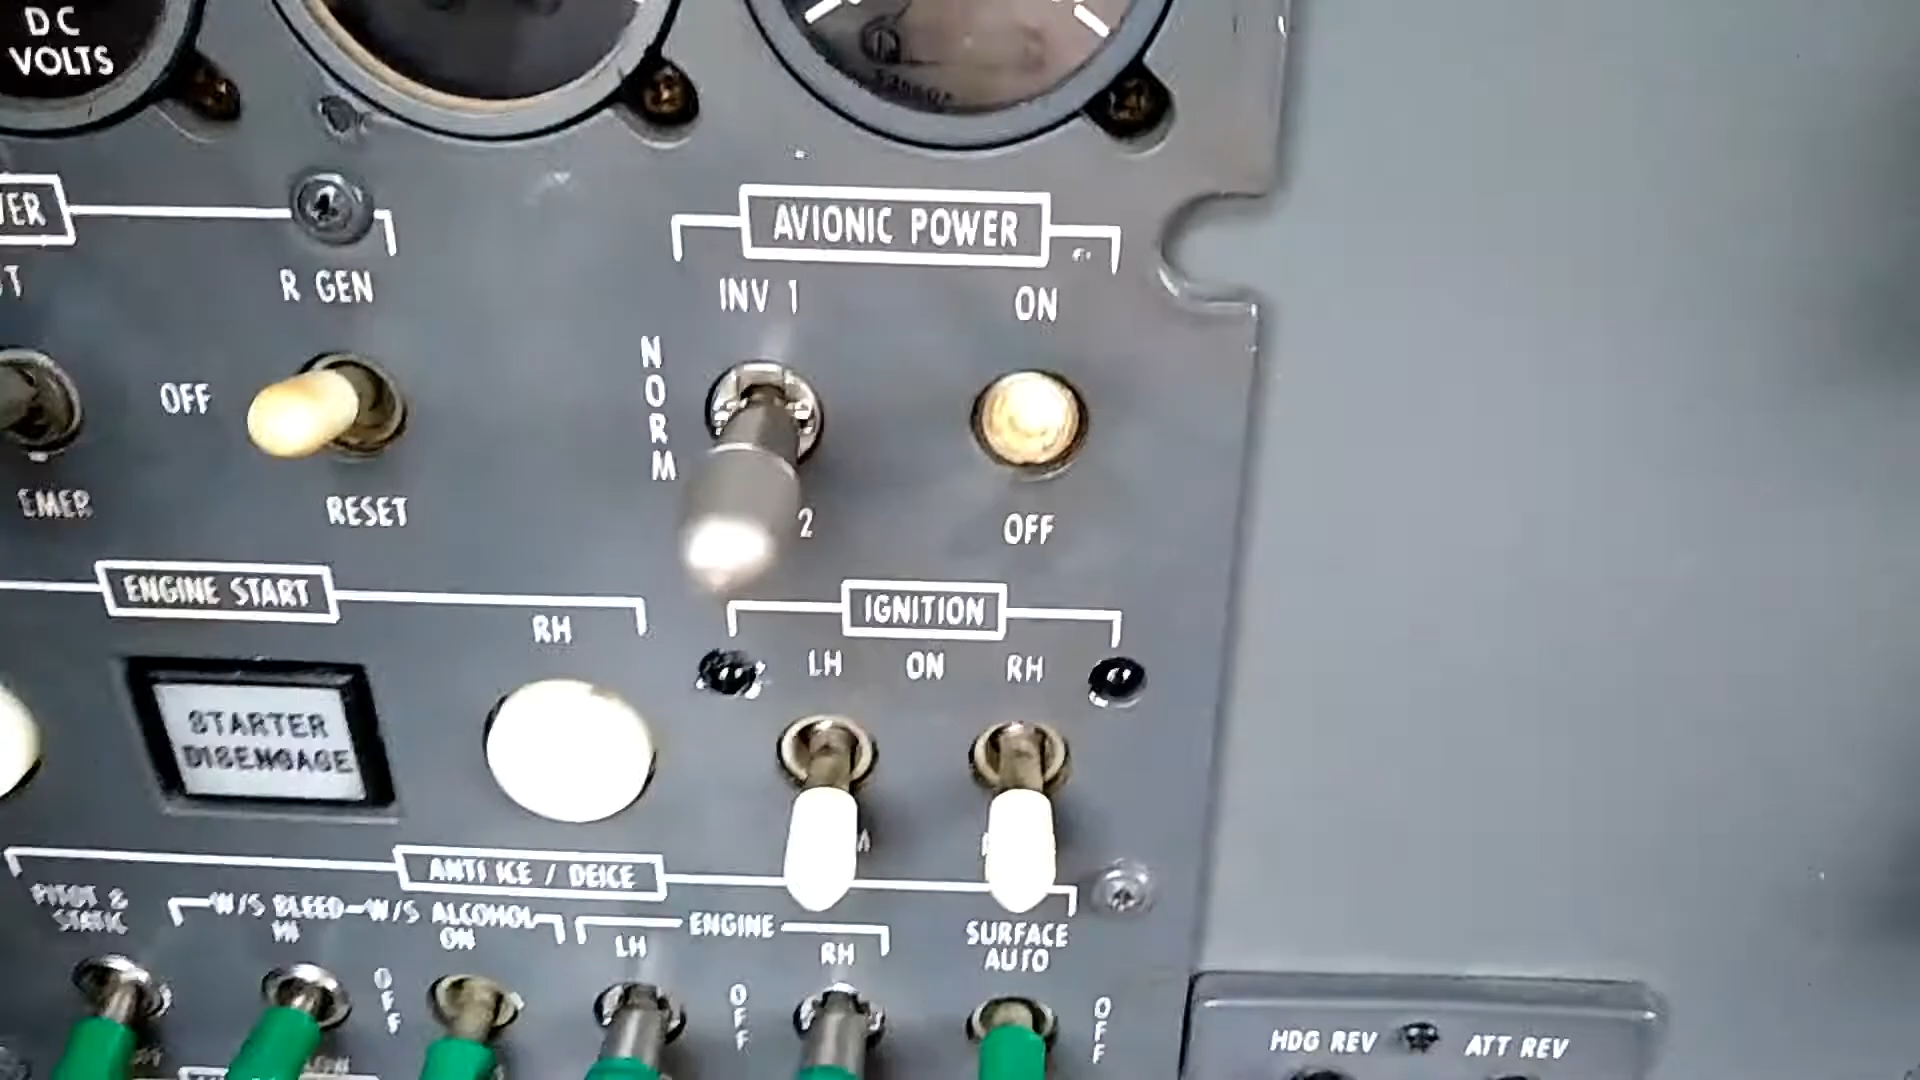 DC
VOLTS
AVIONIC POWER
R GEN
INV 1
ON
NORM
OFF
EMER
RESET
2
OFF
ENGINE START
RH
IGNITION
LH
ON
RH
STARTER
DISENGAGE
ANTI ICE / DEICE
PITOT &
STATIC
W/S BLEED
W/S ALCOHOL
ON
ENGINE
LH
RH
SURFACE
AUTO
OFF
OFF
OFF
HDG REV
ATT REV